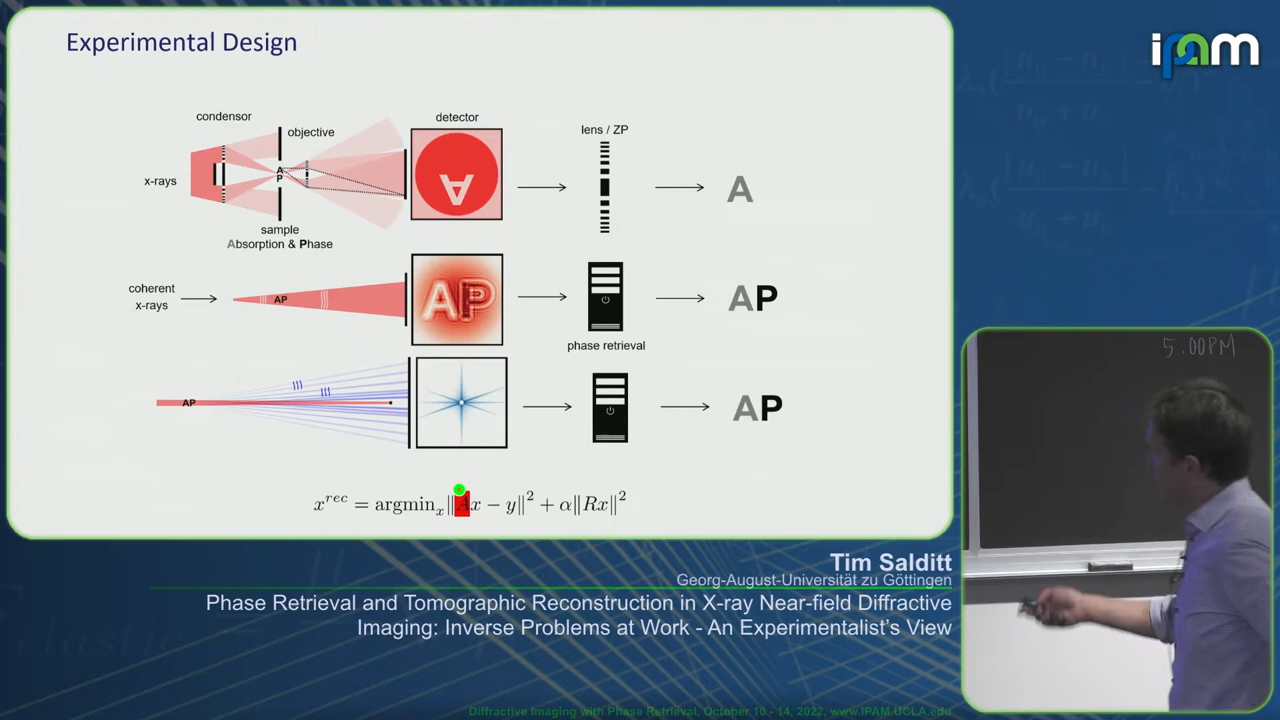 Experimental Design
ipam
condensor
objective
detector
lens / ZP
x-rays
A
P
A
A
sample
Absorption & Phase
coherent
x-rays
AP
AP
AP
phase retrieval
AP
AP
x^{rec} = argmin_x‖Ax − y‖² + α‖Rx‖²
5:00PM
Tim Salditt
Georg-August-Universität zu Göttingen
Phase Retrieval and Tomographic Reconstruction in X-ray Near-field Diffractive
Imaging: Inverse Problems at Work - An Experimentalist's View
Diffractive Imaging with Phase Retrieval, October 10 - 14, 2022, www.IPAM.UCLA.edu